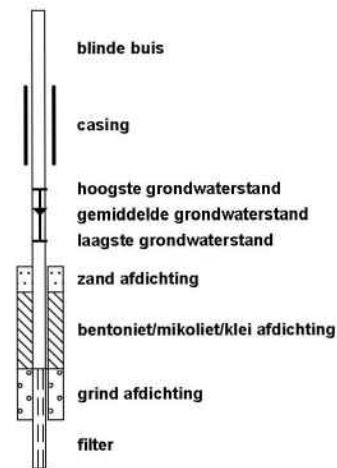 blinde buis
casing
hoogste grondwaterstand
gemiddelde grondwaterstand
laagste grondwaterstand
zand afdichting
bentoniet/mikoliet/klei afdichting
grind afdichting
filter